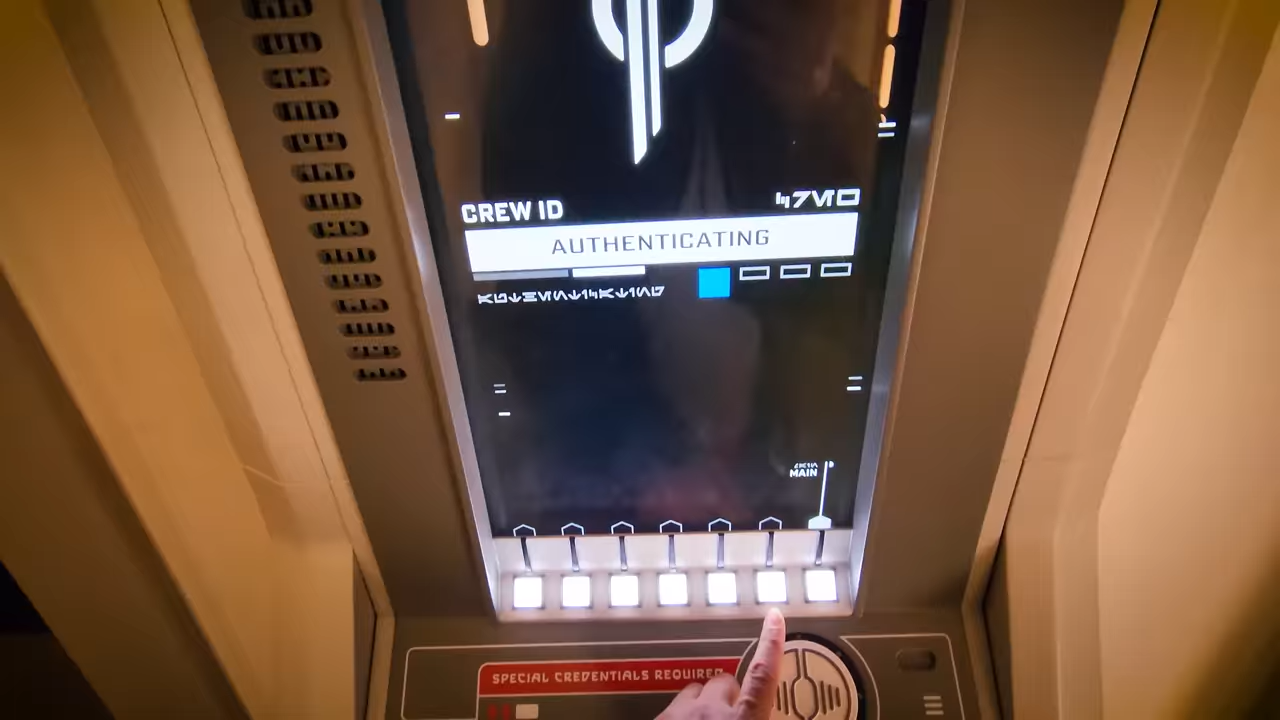 CREW ID
AUTHENTICATING
MAIN
SPECIAL CREDENTIALS REQUIRED